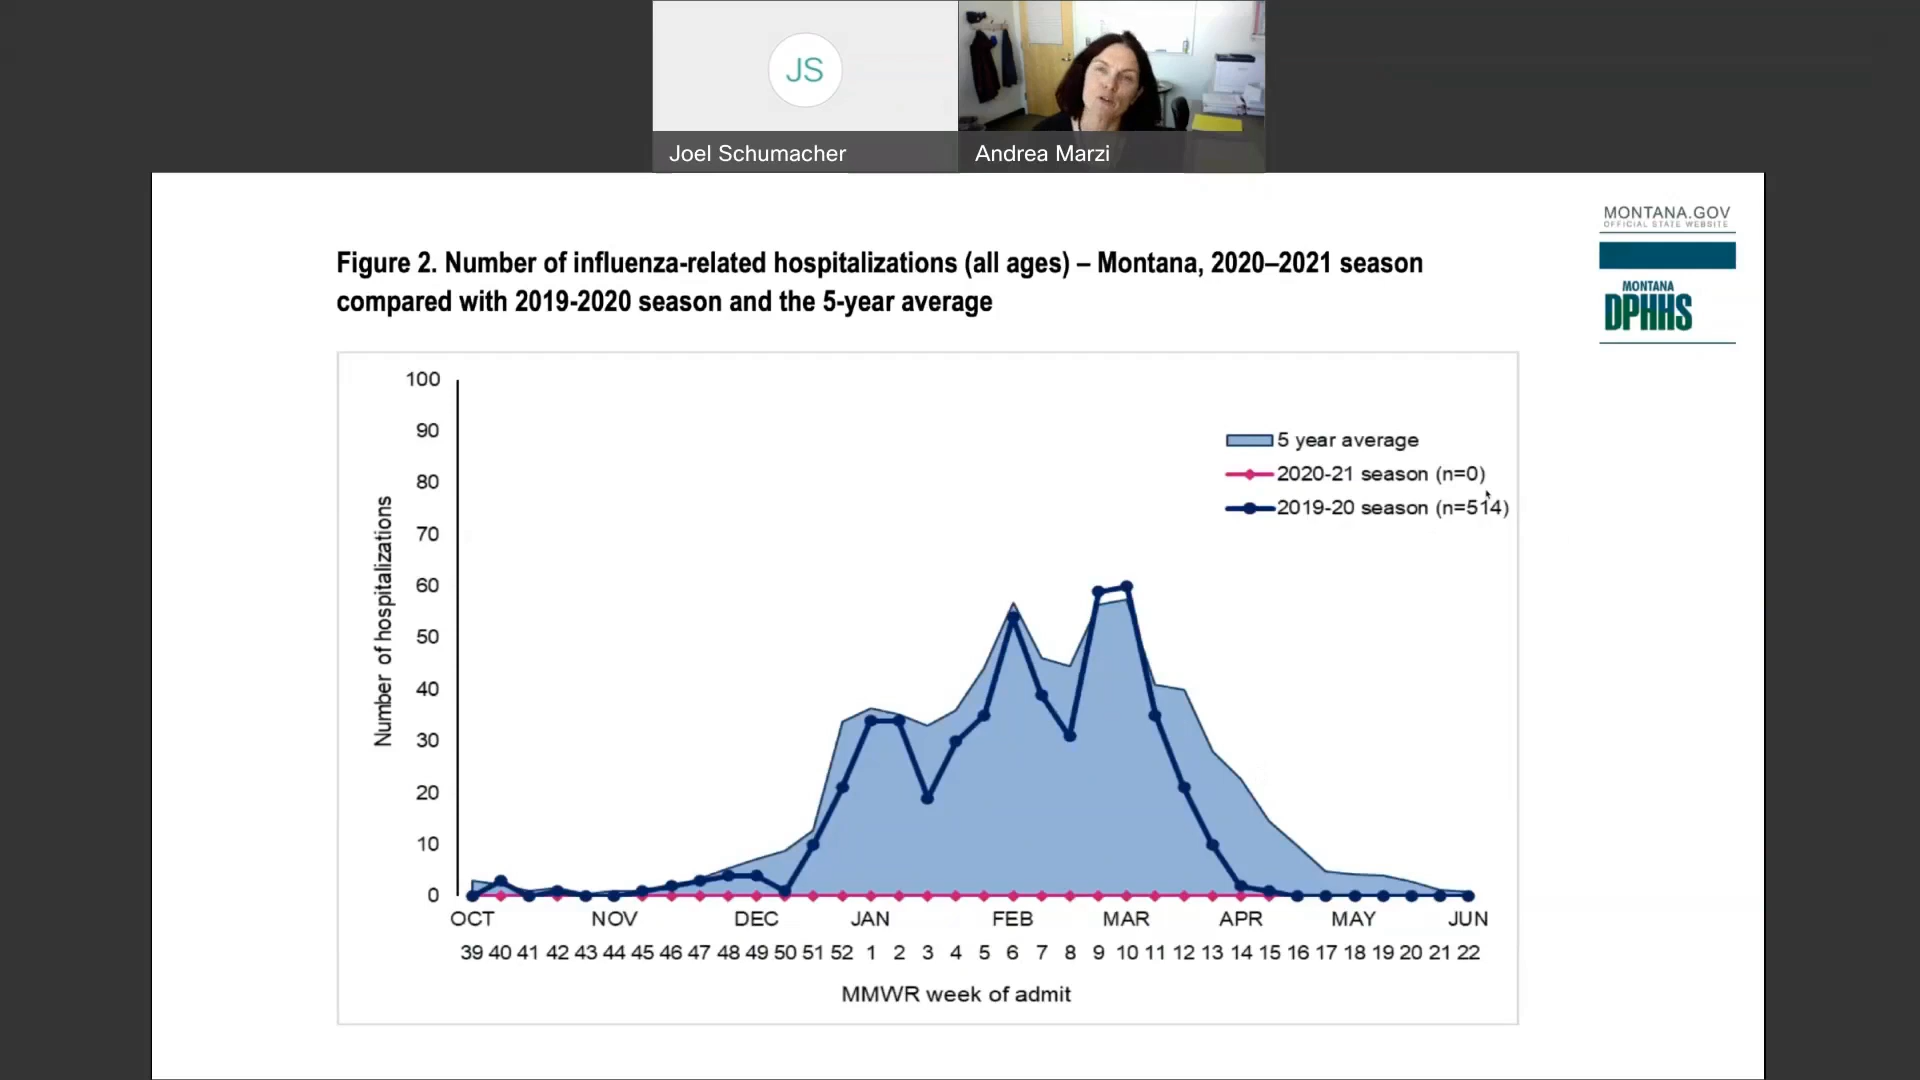 JS
Joel Schumacher
Andrea Marzi
MONTANA.GOV
OFFICIAL STATE WEBSITE
MONTANA
DPHHS
Figure 2. Number of influenza-related hospitalizations (all ages) – Montana, 2020–2021 season
compared with 2019-2020 season and the 5-year average
100
90
80
70
60
50
40
30
20
10
0
Number of hospitalizations
5 year average
2020-21 season (n=0)
2019-20 season (n=514)
OCT NOV DEC JAN FEB MAR APR MAY JUN
39 40 41 42 43 44 45 46 47 48 49 50 51 52 1 2 3 4 5 6 7 8 9 10 11 12 13 14 15 16 17 18 19 20 21 22
MMWR week of admit